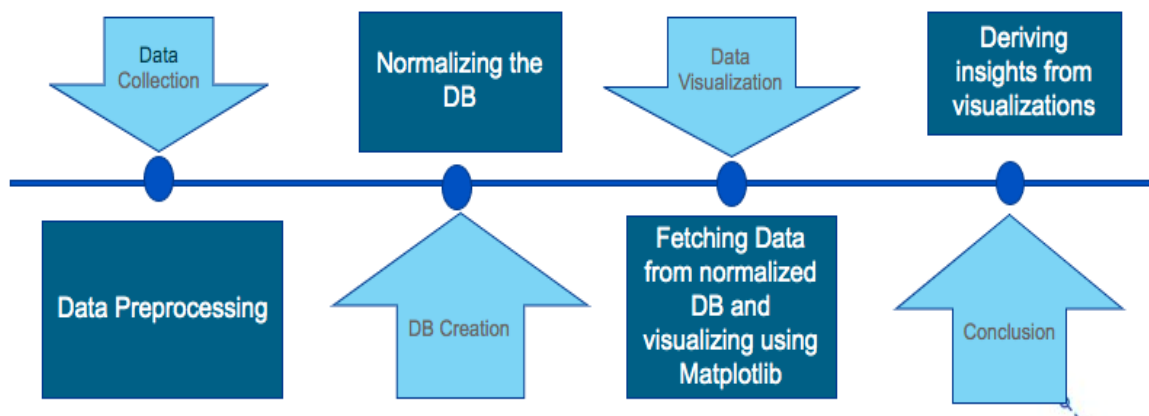 Data
Collection
Normalizing the
DB
Data
Visualization
Deriving
insights from
visualizations
Data Preprocessing
DB Creation
Fetching Data
from normalized
DB and
visualizing using
Matplotlib
Conclusion